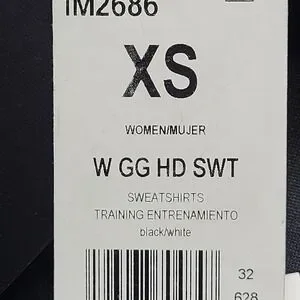 IM2686
XS
WOMEN/MUJER
W GG HD SWT
SWEATSHIRTS
TRAINING ENTRENAMIENTO
black/white
32
628